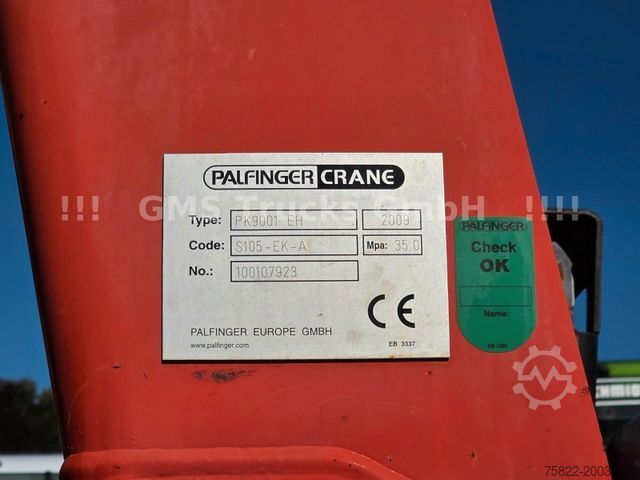 PALFINGER CRANE
!!! GMS Trucks GmbH !!!
Type: PK9001 EH 2009
Code: S105-EK-A Mpa: 35.0
No.: 100107923
PALFINGER EUROPE GMBH
www.palfinger.com
EB 3337
CE
PALFINGER
Check
OK
Name:
75822-2003